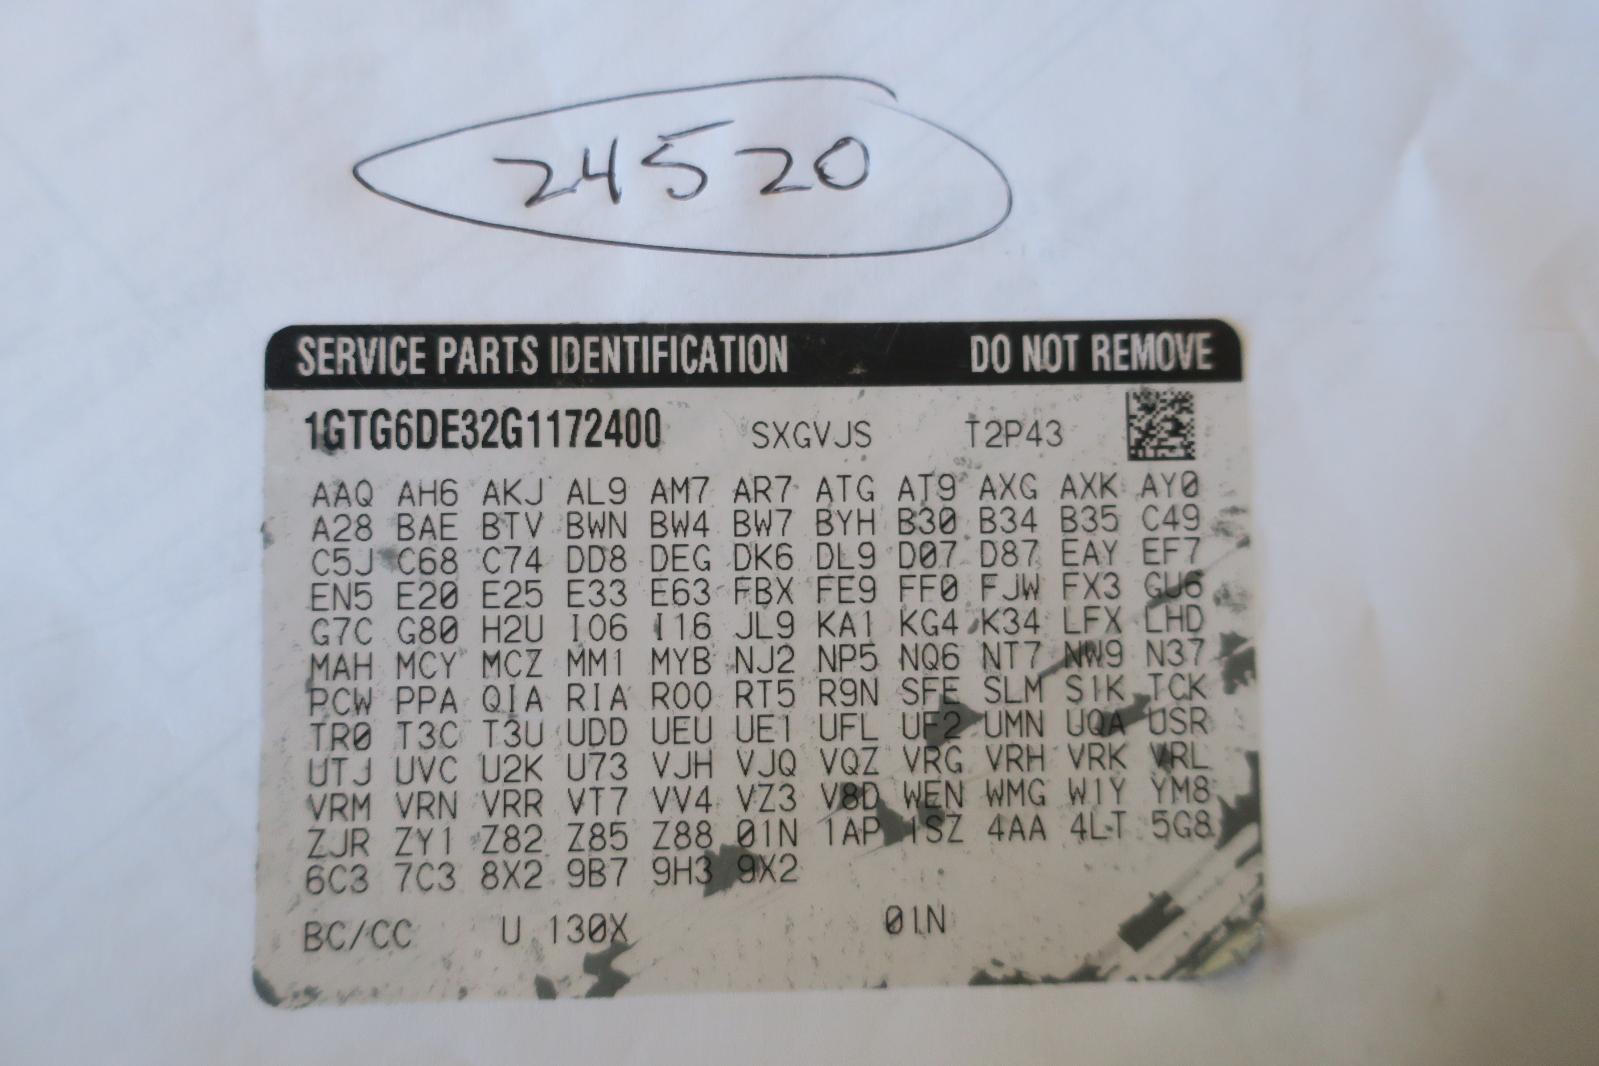 24520
SERVICE PARTS IDENTIFICATION DO NOT REMOVE
1GTG6DE32G1172400 SXGVJS T2P43
AAQ AH6 AKJ AL9 AM7 AR7 ATG AT9 AXG AXK AY0
A28 BAE BTV BWN BW4 BW7 BYH B30 B34 B35 C49
C5J C68 C74 DD8 DEG DK6 DL9 D07 D87 EAY EF7
EN5 E20 E25 E33 E63 FBX FE9 FF0 FJW FX3 GU6
G7C G80 H2U I06 I16 JL9 KA1 KG4 K34 LFX LHD
MAH MCY MCZ MM1 MYB NJ2 NP5 NQ6 NT7 NW9 N37
PCW PPA QIA RIA R00 RT5 R9N SFE SLM S1K TCK
TR0 T3C T3U UDD UEU UE1 UFL UF2 UMN UQA USR
UTJ UVC U2K U73 VJH VJQ VQZ VRG VRH VRK VRL
VRM VRN VRR VT7 VV4 VZ3 V8D WEN WMG W1Y YM8
ZJR ZY1 Z82 Z85 Z88 01N 1AP 1SZ 4AA 4LT 5G8
6C3 7C3 8X2 9B7 9H3 9X2
BC/CC U 130X 01N